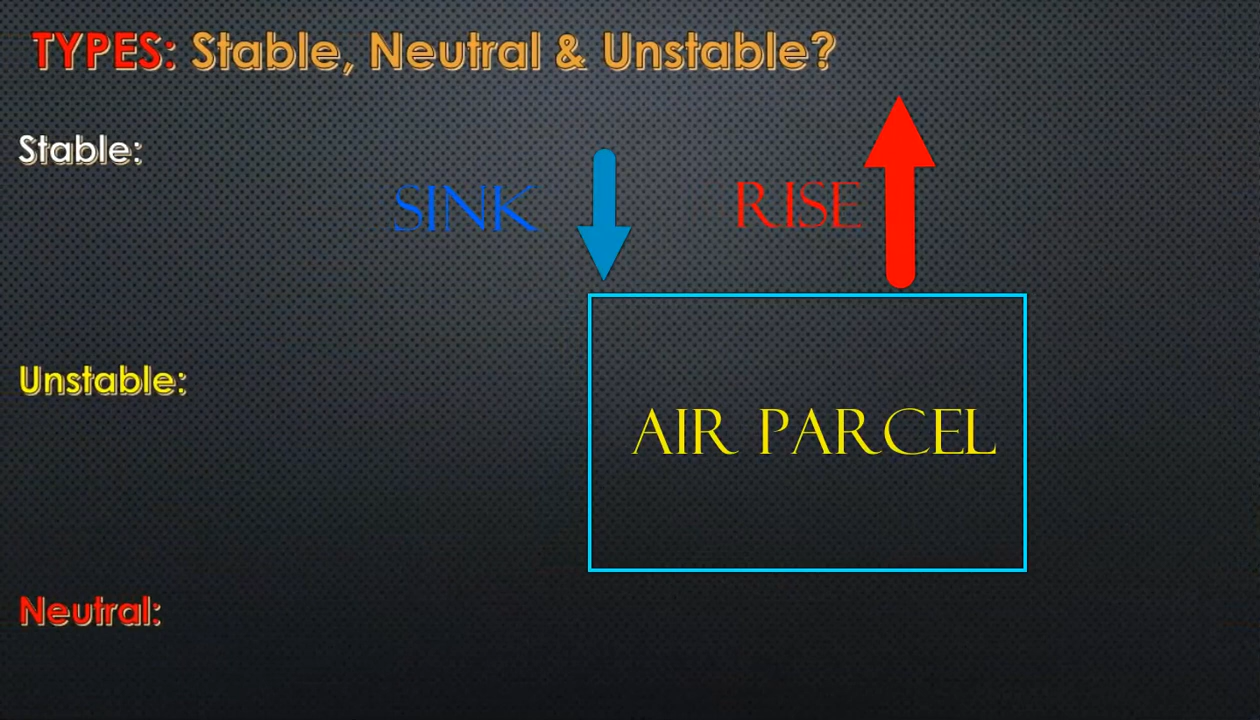 TYPES: Stable, Neutral & Unstable?
Stable:
SINK
RISE
Unstable:
AIR PARCEL
Neutral: